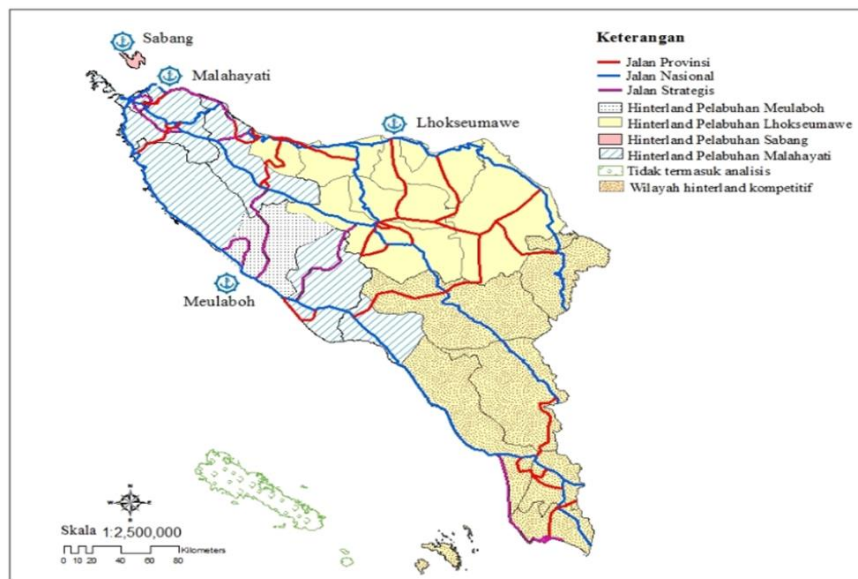 Sabang
Malahayati
Lhokseumawe
Meulaboh
Keterangan
Jalan Provinsi
Jalan Nasional
Jalan Strategis
Hinterland Pelabuhan Meulaboh
Hinterland Pelabuhan Lhokseumawe
Hinterland Pelabuhan Sabang
Hinterland Pelabuhan Malahayati
Tidak termasuk analisis
Wilayah hinterland kompetitif
Skala 1:2,500,000
Kilometers
0 10 20 40 60 80